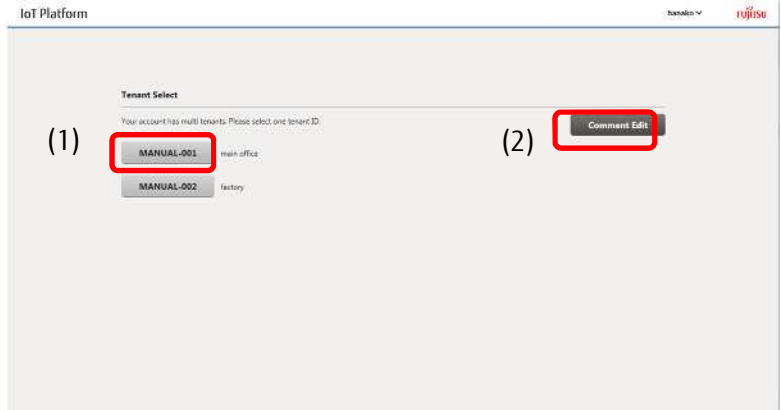 IoT Platform hanako FUJITSU
Tenant Select
Your account has multi tenants. Please select one tenant ID.
(1) (2) Comment Edit
MANUAL-001 main office
MANUAL-002 factory